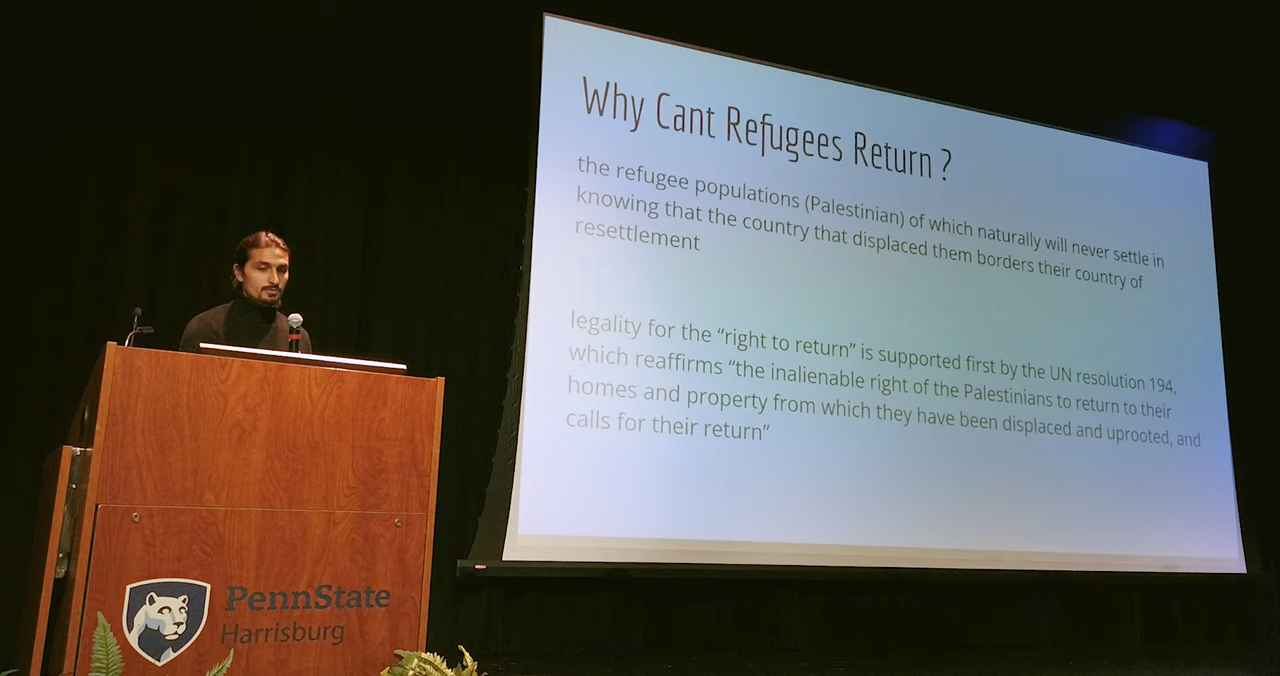 Why Cant Refugees Return ?
the refugee populations (Palestinian) of which naturally will never settle in
knowing that the country that displaced them borders their country of
resettlement
legality for the “right to return” is supported first by the UN resolution 194,
which reaffirms “the inalienable right of the Palestinians to return to their
homes and property from which they have been displaced and uprooted, and
calls for their return”
PennState
Harrisburg